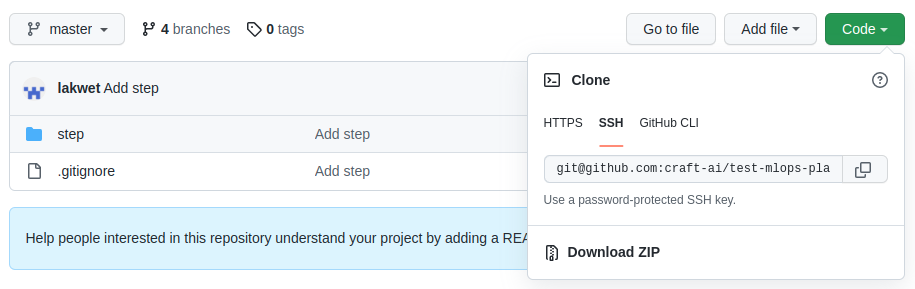 master 4 branches 0 tags Go to file Add file Code
lakwet Add step
step Add step
.gitignore Add step
Help people interested in this repository understand your project by adding a
Clone
HTTPS SSH GitHub CLI
git@github.com:craft-ai/test-mlops-pla
Use a password-protected SSH key.
Download ZIP